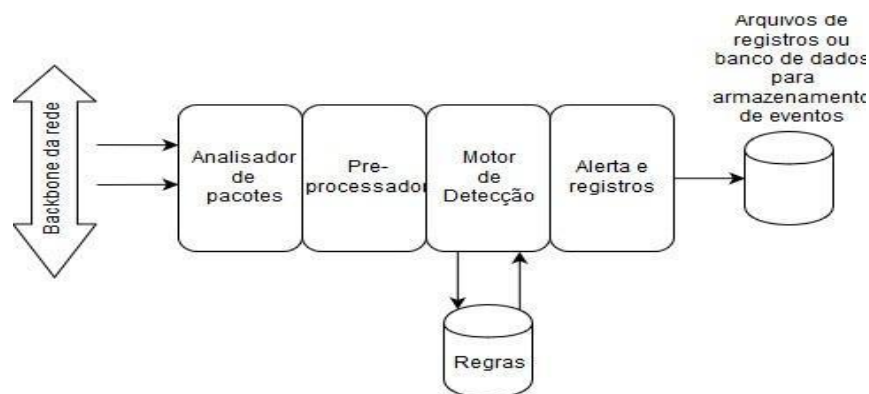 Arquivos de
registros ou
banco de dados
para
armazenamento
de eventos
Backbone da rede
Analisador
de
pacotes
Pre-
processador
Motor
de
Detecção
Alerta e
registros
Regras